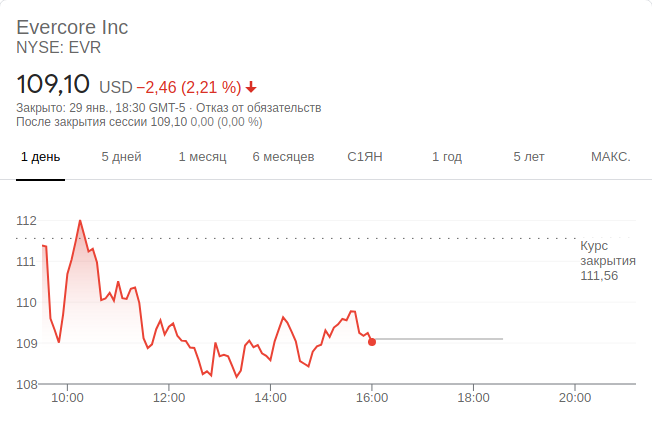 Evercore Inc
NYSE: EVR
109,10 USD −2,46 (2,21 %)
Закрыто: 29 янв., 18:30 GMT-5 · Отказ от обязательств
После закрытия сессии 109,10 0,00 (0,00 %)
1 день 5 дней 1 месяц 6 месяцев С1ЯН 1 год 5 лет МАКС.
112
Курс
закрытия
111,56
111
110
109
108
10:00 12:00 14:00 16:00 18:00 20:00